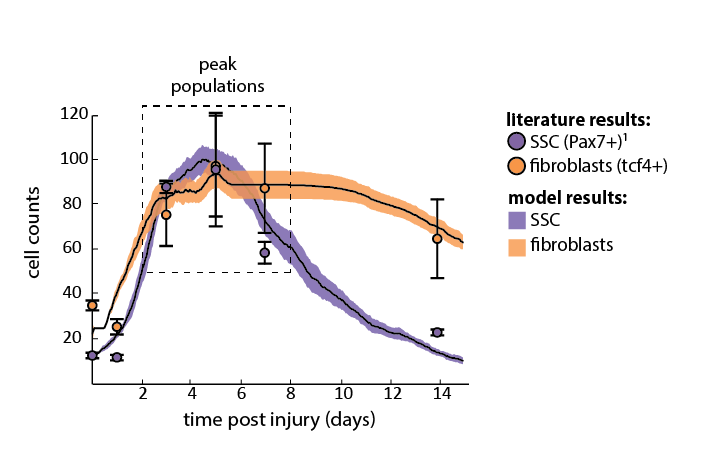 peak
populations
120
100
80
60
40
20
cell counts
2 4 6 8 10 12 14
time post injury (days)
literature results:
SSC (Pax7+)¹
fibroblasts (tcf4+)
model results:
SSC
fibroblasts